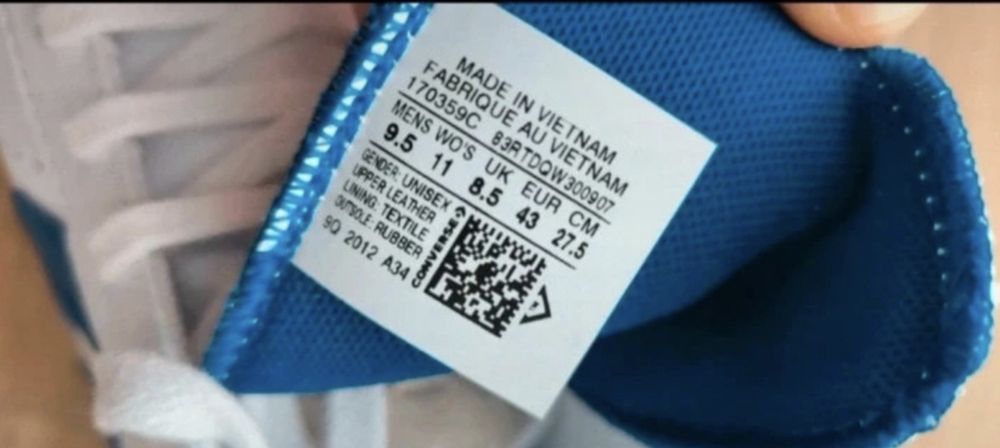 MADE IN VIETNAM
FABRIQUE AU VIETNAM
170359C B3RTDQW300907
MENS WO'S UK EUR CM
9.5 11 8.5 43 27.5
GENDER: UNISEX
UPPER LEATHER
LINING: TEXTILE
OUTSOLE: RUBBER
9Q 2012 A34
CONVERSE